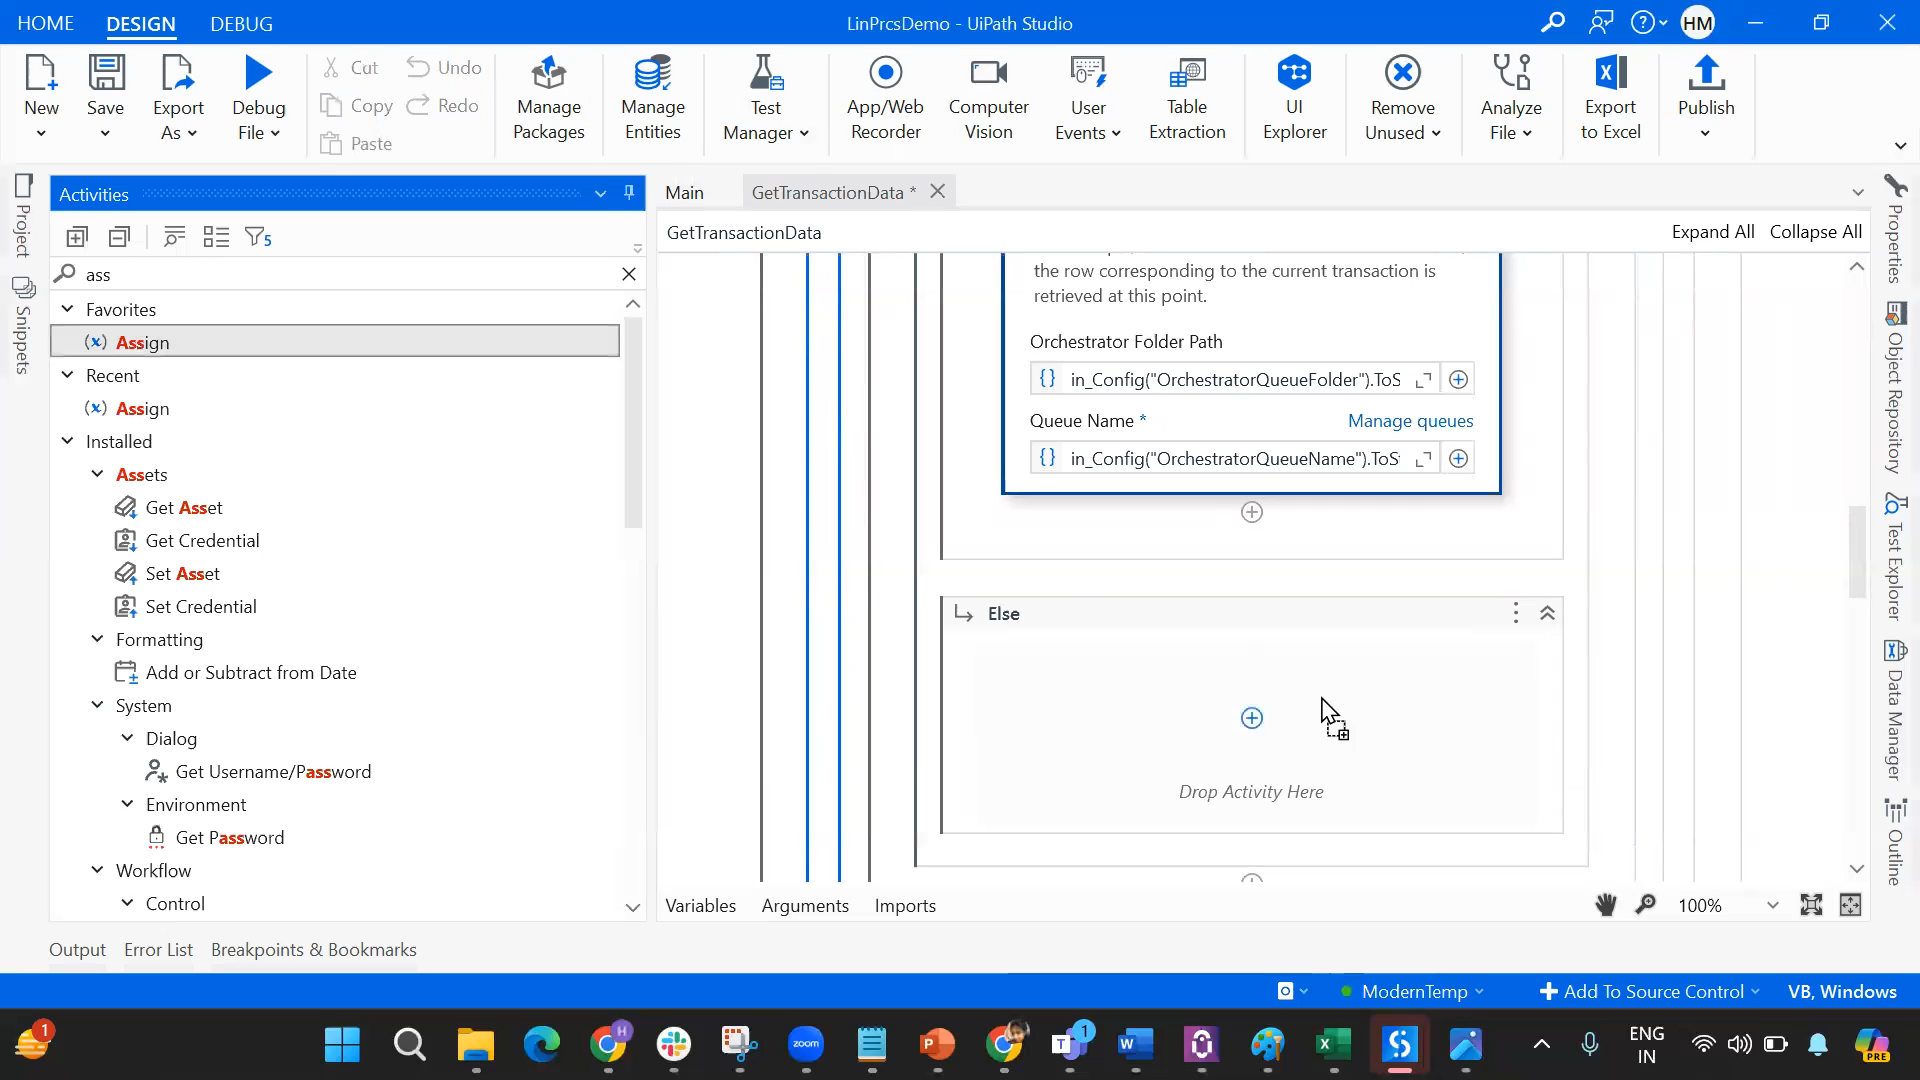 HOME DESIGN DEBUG LinPrcsDemo - UiPath Studio HM
New Save Export As Debug File Cut Copy Paste Undo Redo Manage Packages Manage Entities Test Manager App/Web Recorder Computer Vision User Events Table Extraction UI Explorer Remove Unused Analyze File Export to Excel Publish
Project
Snippets
Activities
5
ass
Favorites
Assign
Recent
Assign
Installed
Assets
Get Asset
Get Credential
Set Asset
Set Credential
Formatting
Add or Subtract from Date
System
Dialog
Get Username/Password
Environment
Get Password
Workflow
Control
Main GetTransactionData *
GetTransactionData Expand All Collapse All
the row corresponding to the current transaction is
retrieved at this point.
Orchestrator Folder Path
in_Config("OrchestratorQueueFolder").ToS
Queue Name * Manage queues
in_Config("OrchestratorQueueName").ToS
Else
Drop Activity Here
Variables Arguments Imports 100%
Properties
Object Repository
Test Explorer
Data Manager
Outline
Output Error List Breakpoints & Bookmarks
ModernTemp Add To Source Control VB, Windows
1 H zoom 1 ENG IN PRE